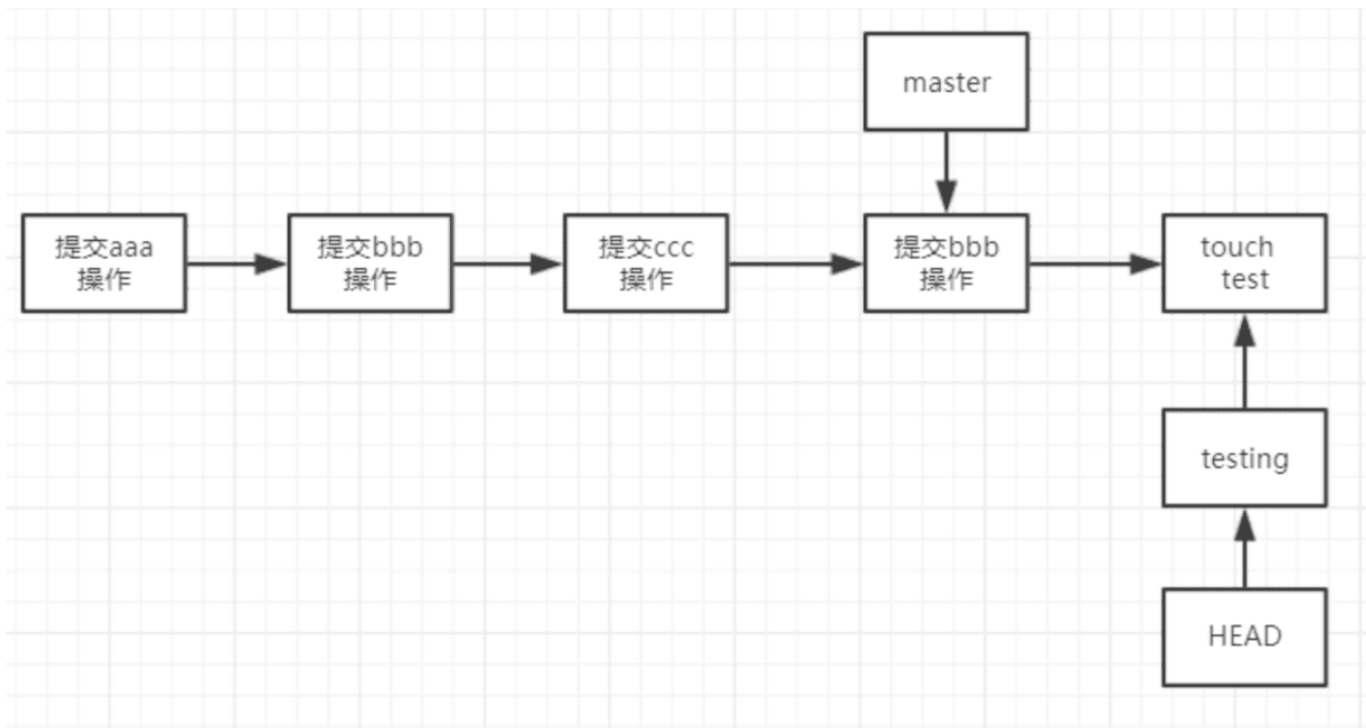 master
提交aaa
操作
提交bbb
操作
提交ccc
操作
提交bbb
操作
touch
test
testing
HEAD